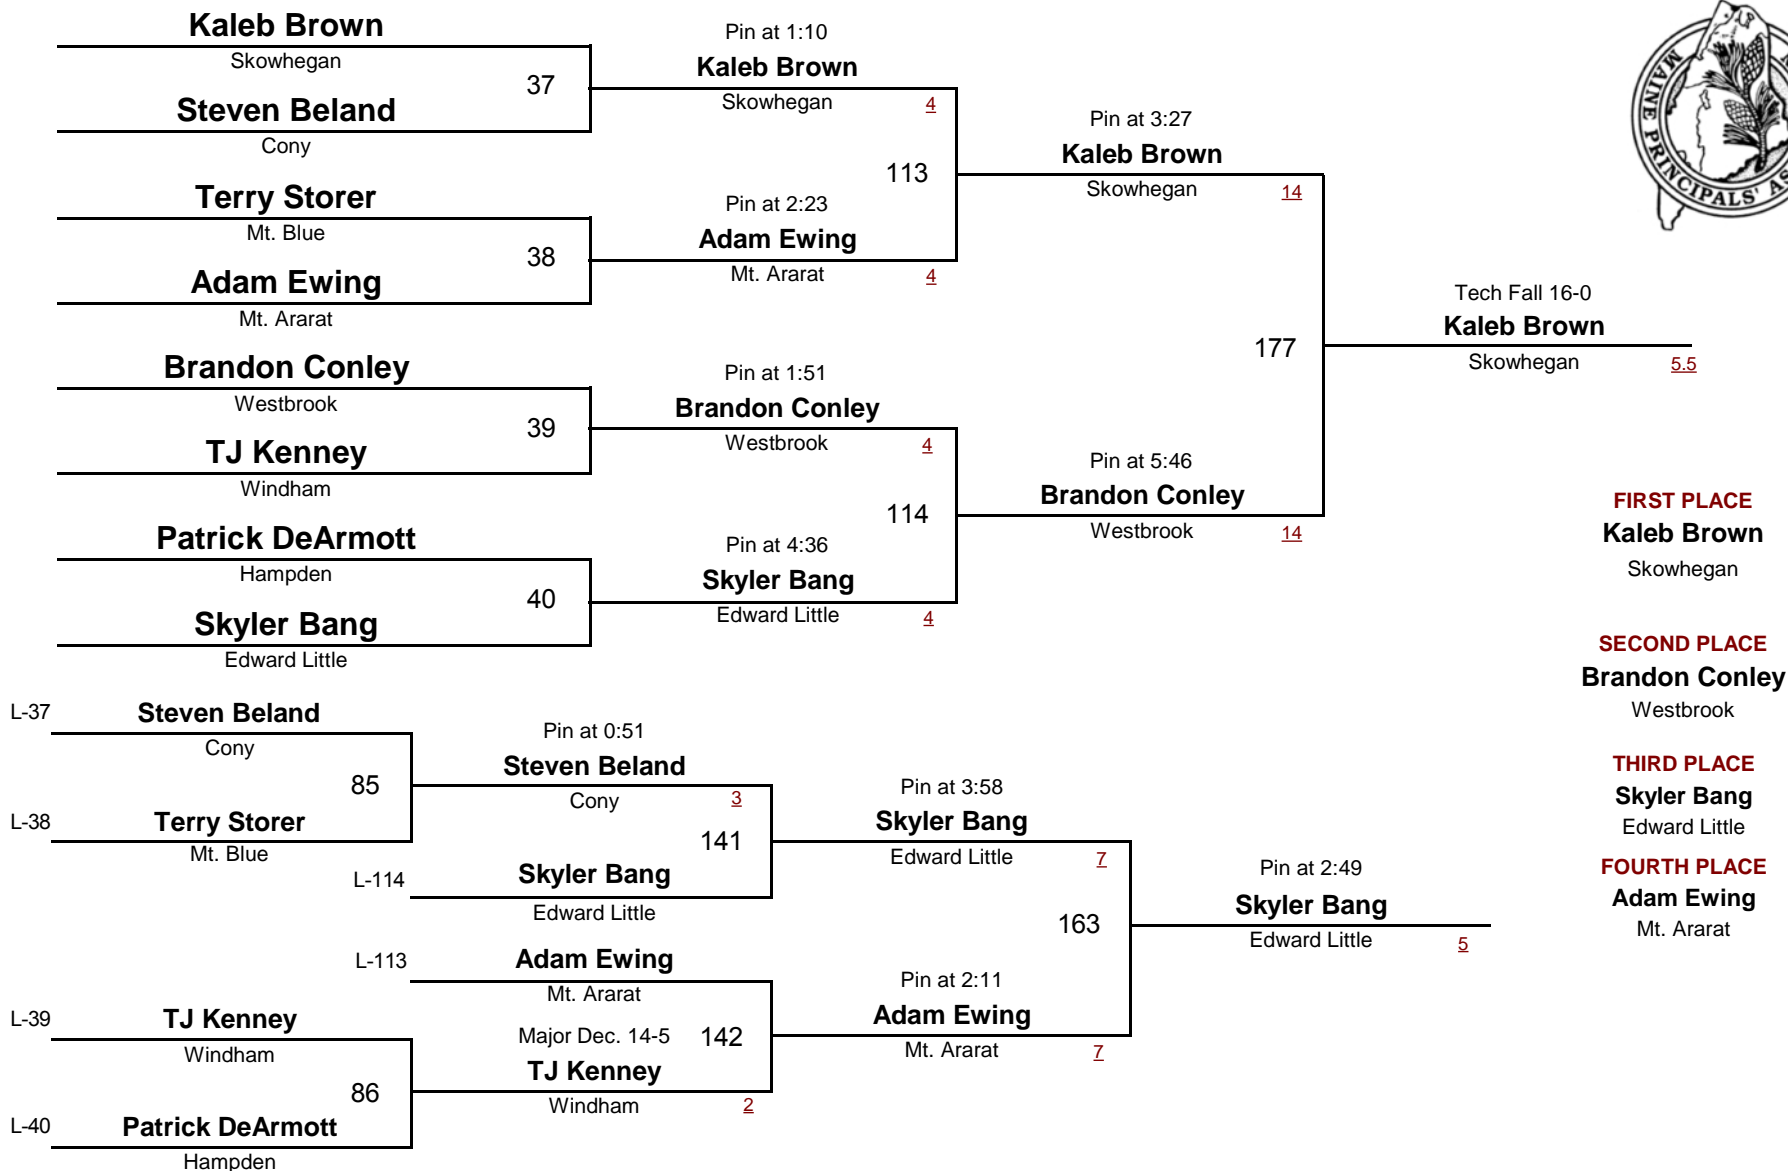 Kaleb Brown
Skowhegan
37
Steven Beland
Cony
Terry Storer
Mt. Blue
38
Adam Ewing
Mt. Ararat
Brandon Conley
Westbrook
39
TJ Kenney
Windham
Patrick DeArmott
Hampden
40
Skyler Bang
Edward Little
Pin at 1:10
Kaleb Brown
Skowhegan 4
113
Pin at 2:23
Adam Ewing
Mt. Ararat 4
Pin at 1:51
Brandon Conley
Westbrook 4
114
Pin at 4:36
Skyler Bang
Edward Little 4
Pin at 3:27
Kaleb Brown
Skowhegan 14
177
Pin at 5:46
Brandon Conley
Westbrook 14
Tech Fall 16-0
Kaleb Brown
Skowhegan 5.5
MAINE PRINCIPALS'
FIRST PLACE
Kaleb Brown
Skowhegan
SECOND PLACE
Brandon Conley
Westbrook
THIRD PLACE
Skyler Bang
Edward Little
FOURTH PLACE
Adam Ewing
Mt. Ararat
L-37 Steven Beland
Cony
85
L-38 Terry Storer
Mt. Blue
L-39 TJ Kenney
Windham
86
L-40 Patrick DeArmott
Hampden
Pin at 0:51
Steven Beland
Cony 3
141
L-114 Skyler Bang
Edward Little
L-113 Adam Ewing
Mt. Ararat
Major Dec. 14-5 142
TJ Kenney
Windham 2
Pin at 3:58
Skyler Bang
Edward Little 7
163
Pin at 2:11
Adam Ewing
Mt. Ararat 7
Pin at 2:49
Skyler Bang
Edward Little 5